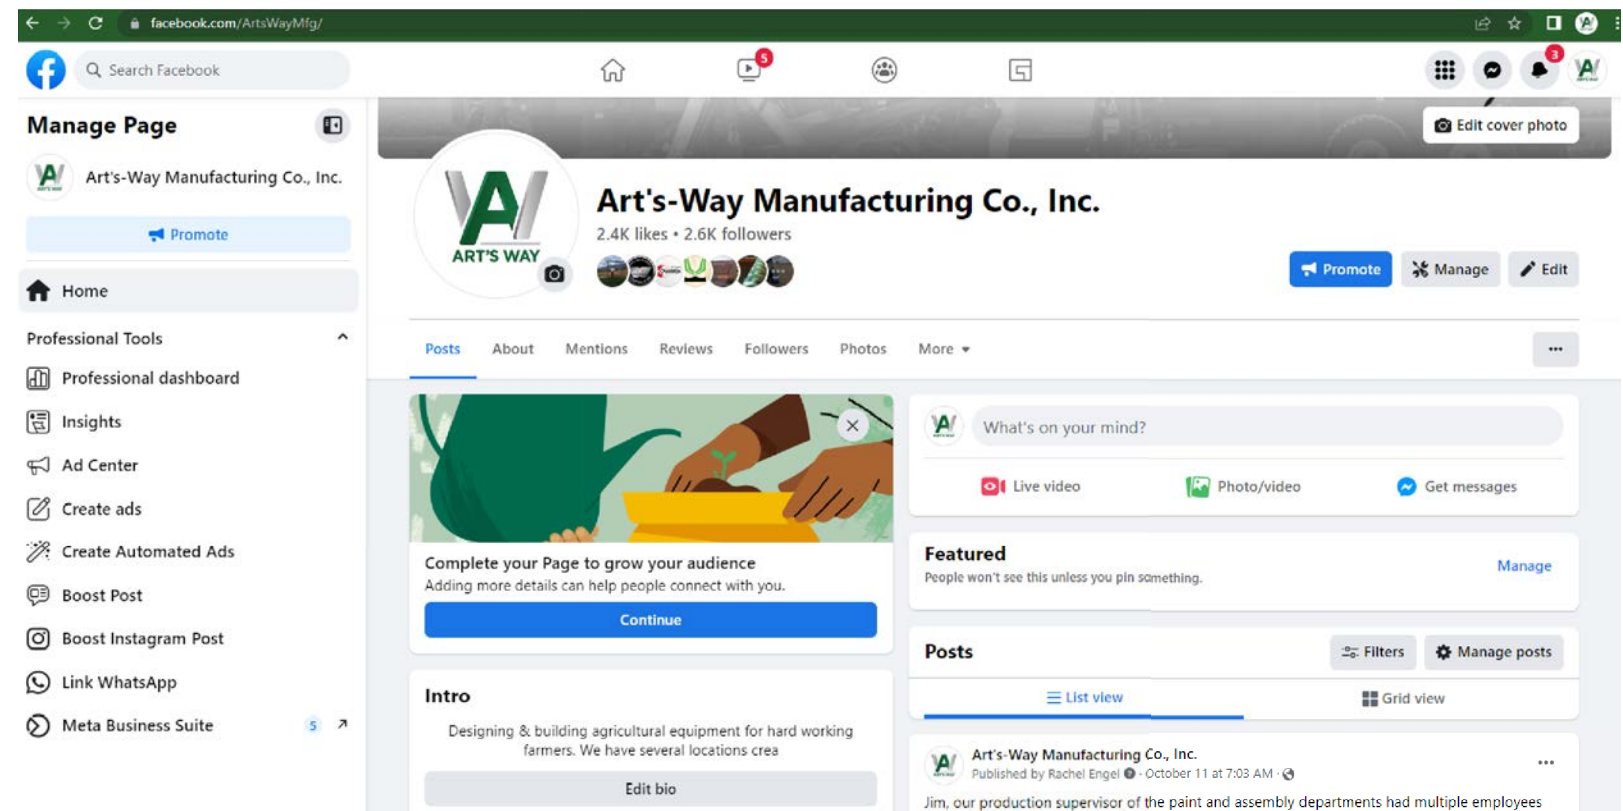 facebook.com/ArtsWayMfg/
Search Facebook
5
3
Manage Page
Art's-Way Manufacturing Co., Inc.
Promote
Home
Professional Tools
Professional dashboard
Insights
Ad Center
Create ads
Create Automated Ads
Boost Post
Boost Instagram Post
Link WhatsApp
Meta Business Suite 5
Edit cover photo
ART'S WAY
Art's-Way Manufacturing Co., Inc.
2.4K likes • 2.6K followers
Promote Manage Edit
Posts About Mentions Reviews Followers Photos More
Complete your Page to grow your audience
Adding more details can help people connect with you.
Continue
Intro
Designing & building agricultural equipment for hard working
farmers. We have several locations crea
Edit bio
What's on your mind?
Live video Photo/video Get messages
Featured
People won't see this unless you pin something.
Manage
Posts
Filters Manage posts
List view Grid view
Art's-Way Manufacturing Co., Inc.
Published by Rachel Engel · October 11 at 7:03 AM ·
Jim, our production supervisor of the paint and assembly departments had multiple employees